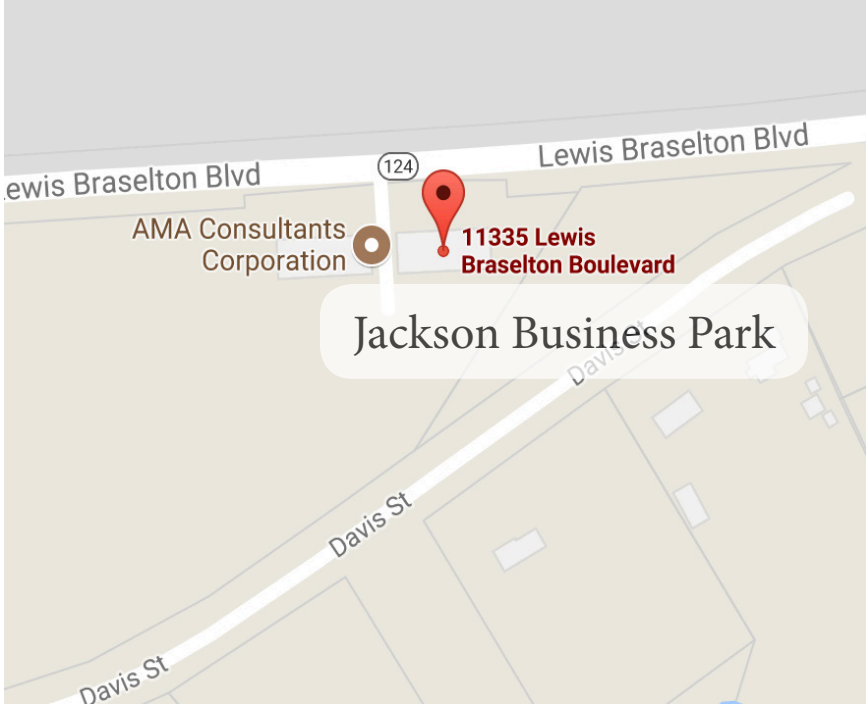 Lewis Braselton Blvd
124
ewis Braselton Blvd
AMA Consultants
Corporation
11335 Lewis
Braselton Boulevard
Jackson Business Park
Davis St
Davis St
Davis St